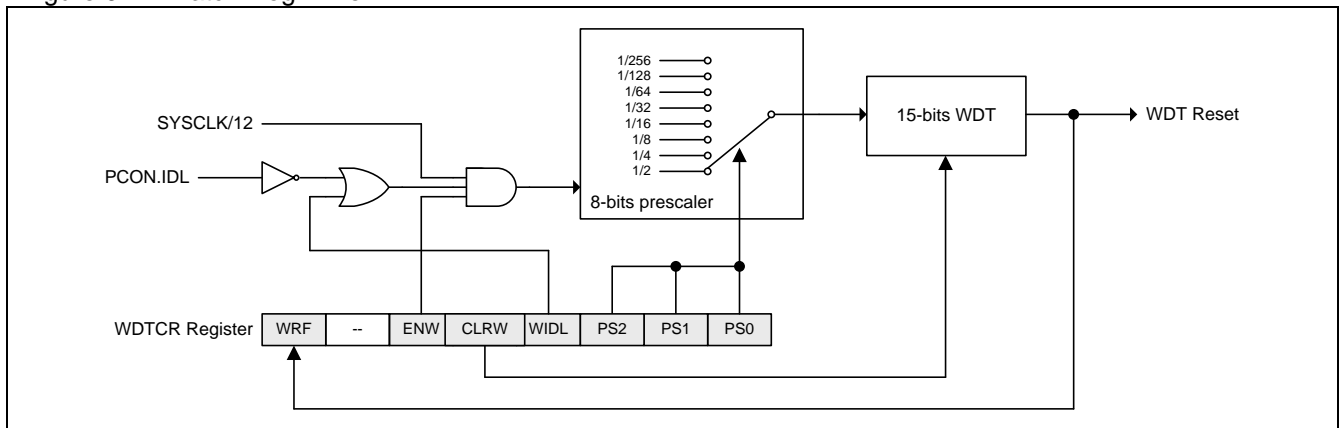 1/256
1/128
1/64
1/32
1/16
1/8
1/4
1/2
8-bits prescaler
SYSCLK/12
PCON.IDL
15-bits WDT
WDT Reset
WDTCR Register WRF -- ENW CLRW WIDL PS2 PS1 PS0